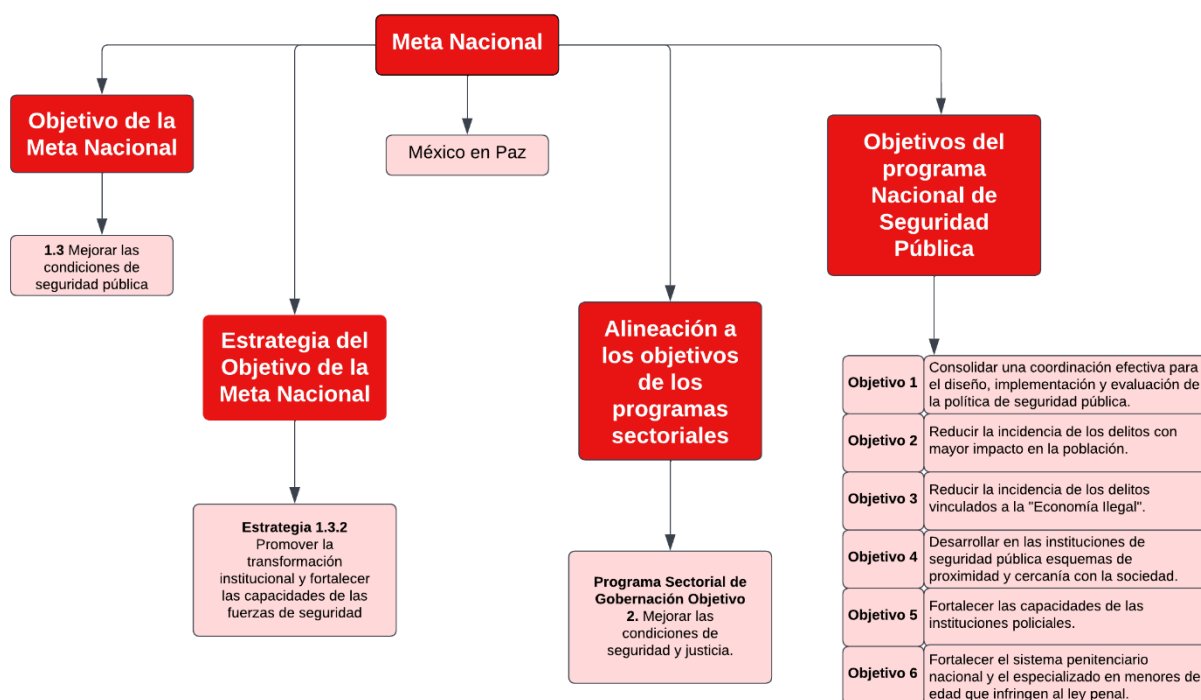 Meta Nacional
Objetivo de la
Meta Nacional
1.3 Mejorar las
condiciones de
seguridad pública
Estrategia del
Objetivo de la
Meta Nacional
Estrategia 1.3.2
Promover la
transformación
institucional y fortalecer
las capacidades de las
fuerzas de seguridad
México en Paz
Alineación a
los objetivos
de los
programas
sectoriales
Programa Sectorial de
Gobernación Objetivo
2. Mejorar las
condiciones de
seguridad y justicia.
Objetivos del
programa
Nacional de
Seguridad
Pública
Objetivo 1
Consolidar una coordinación efectiva para
el diseño, implementación y evaluación de
la política de seguridad pública.
Objetivo 2
Reducir la incidencia de los delitos con
mayor impacto en la población.
Objetivo 3
Reducir la incidencia de los delitos
vinculados a la "Economía Ilegal".
Objetivo 4
Desarrollar en las instituciones de
seguridad pública esquemas de
proximidad y cercanía con la sociedad.
Objetivo 5
Fortalecer las capacidades de las
instituciones policiales.
Objetivo 6
Fortalecer el sistema penitenciario
nacional y el especializado en menores de
edad que infringen al ley penal.